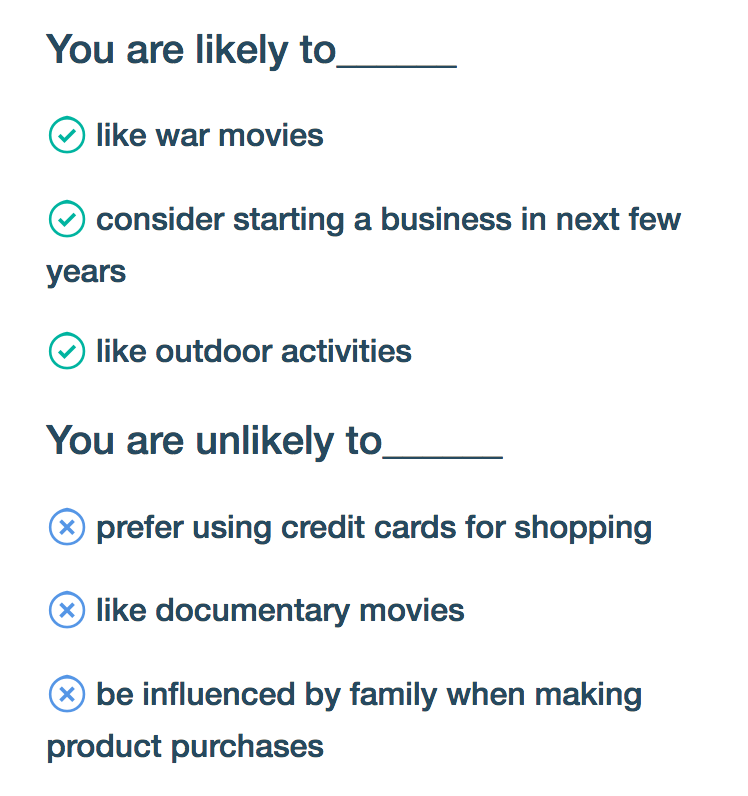 You are likely to______
like war movies
consider starting a business in next few
years
like outdoor activities
You are unlikely to______
prefer using credit cards for shopping
like documentary movies
be influenced by family when making
product purchases